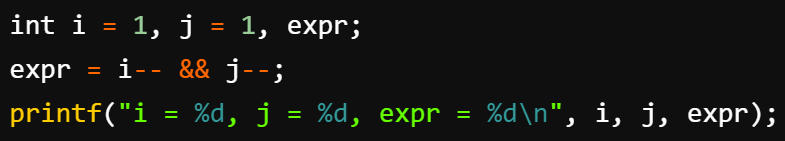 int i = 1, j = 1, expr;
expr = i-- && j--;
printf("i = %d, j = %d, expr = %d\n", i, j, expr);